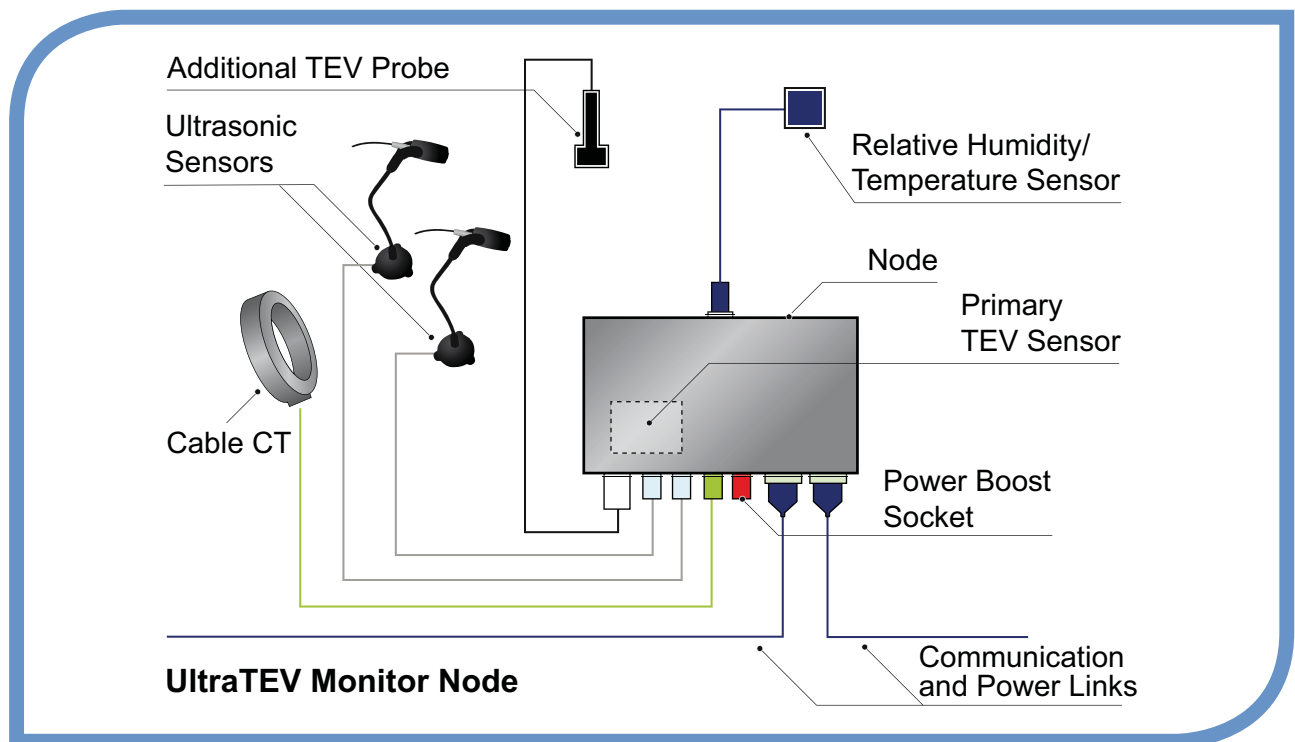 Additional TEV Probe
Ultrasonic
Sensors
Relative Humidity/
Temperature Sensor
Node
Primary
TEV Sensor
Cable CT
Power Boost
Socket
Communication
and Power Links
UltraTEV Monitor Node